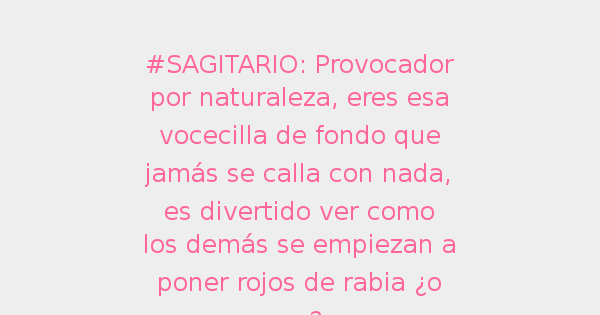 #SAGITARIO: Provocador
por naturaleza, eres esa
vocecilla de fondo que
jamás se calla con nada,
es divertido ver como
los demás se empiezan a
poner rojos de rabia ¿o